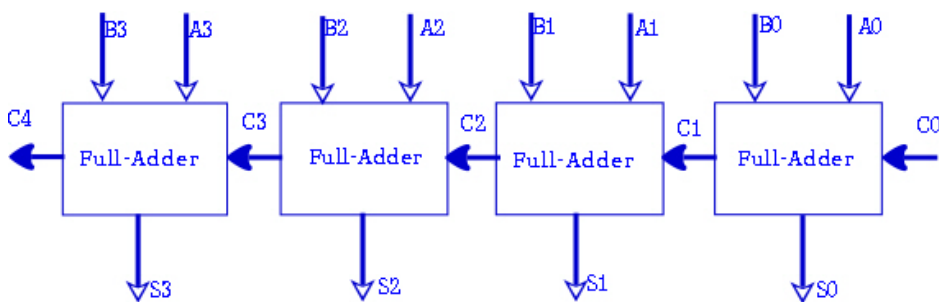 B3 A3 B2 A2 B1 A1 B0 A0
C4 C3 C2 C1 C0
Full-Adder Full-Adder Full-Adder Full-Adder
S3 S2 S1 S0